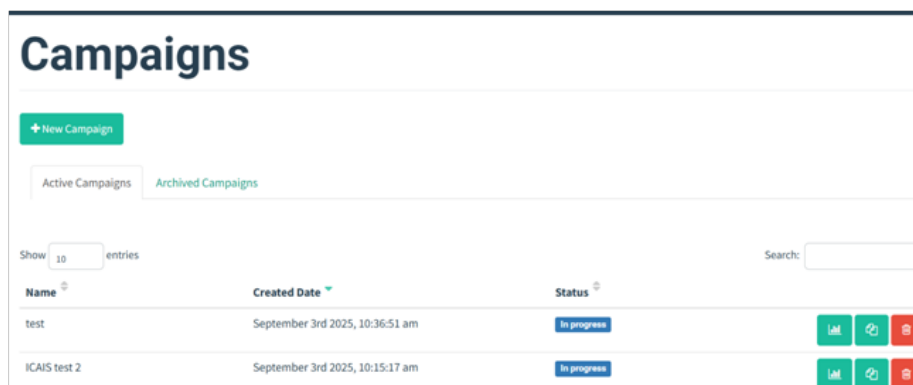 Campaigns
+ New Campaign
Active Campaigns Archived Campaigns
Show 10 entries Search:
Name Created Date Status
test September 3rd 2025, 10:36:51 am In progress
ICAIS test 2 September 3rd 2025, 10:15:17 am In progress